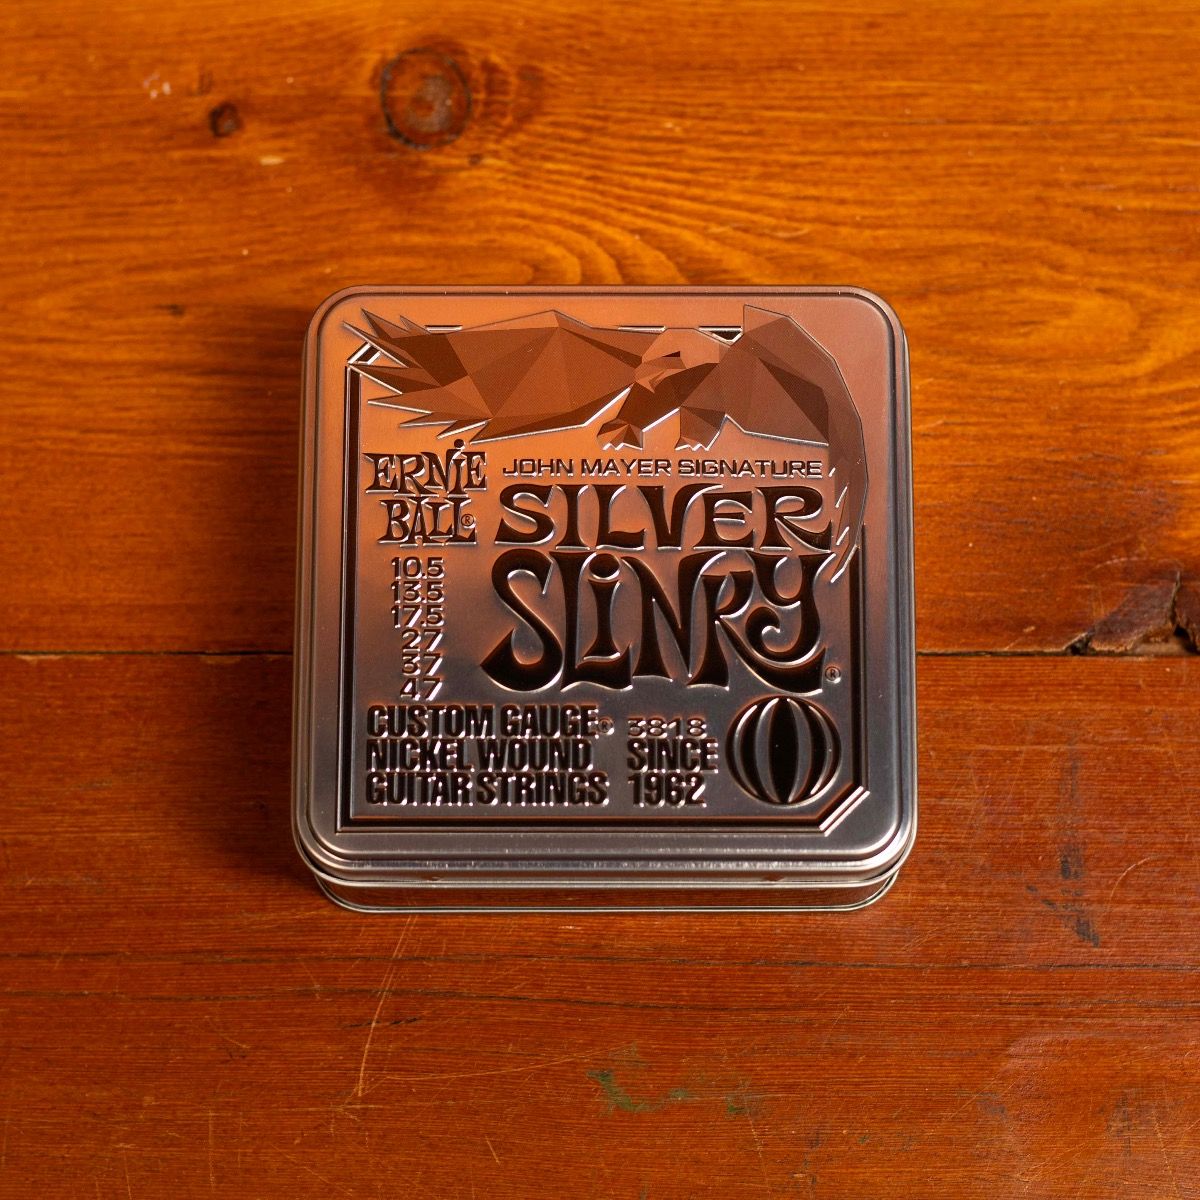 ERNIE
BALL®
JOHN MAYER SIGNATURE
SILVER
SLINKY®
10.5
13.5
17.5
27
37
47
CUSTOM GAUGE®
NICKEL WOUND
GUITAR STRINGS
3818
SINCE
1962